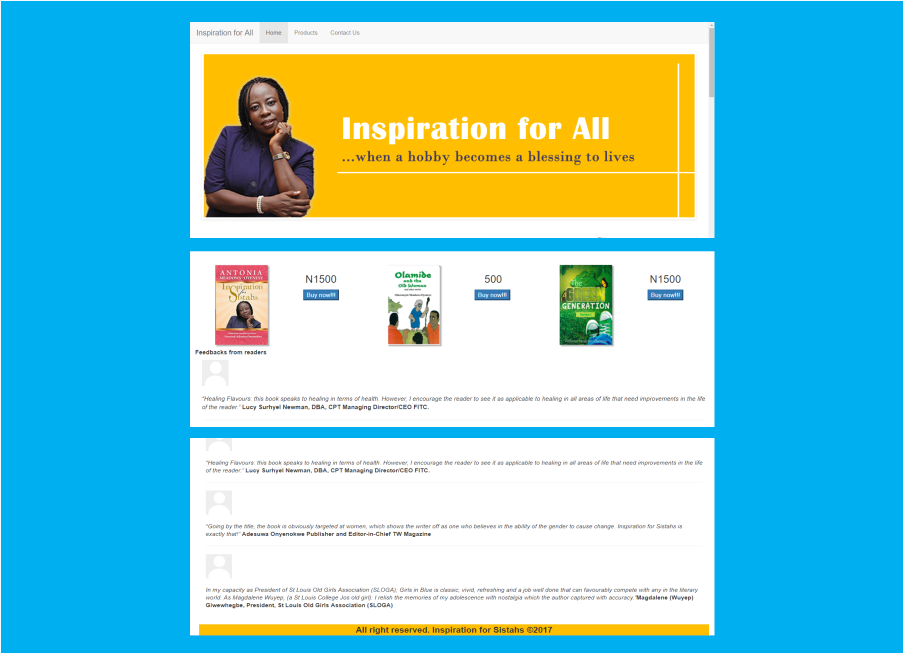 Inspiration for All Home Products Contact Us
Inspiration for All
...when a hobby becomes a blessing to lives
ANTONIA
Inspiration
for
Sistahs
N1500
Buy now!!!
Olamide
and the
Oik Woman
500
Buy now!!!
the
GENERATION
N1500
Buy now!!!
Feedbacks from readers
"Healing Flavours: this book speaks to healing in terms of health. However, I encourage the reader to see it as applicable to healing in all areas of life that need improvements in the life
of the reader." Lucy Surhyel Newman, DBA, CPT Managing Director/CEO FITC.
"Healing Flavours: this book speaks to healing in terms of health. However, I encourage the reader to see it as applicable to healing in all areas of life that need improvements in the life
of the reader." Lucy Surhyel Newman, DBA, CPT Managing Director/CEO FITC.
"Going by the title, the book is obviously targeted at women, which shows the writer off as one who believes in the ability of the gender to cause change. Inspiration for Sistahs is
exactly that!" Adesuwa Onyenokwe Publisher and Editor-in-Chief TW Magazine
In my capacity as President of St Louis Old Girls Association (SLOGA), Girls in Blue is classic, vivid, refreshing and a job well done that can favourably compete with any in the literary
world. As Magdalene Wuyep, (a St Louis College Jos old girl); I relish the memories of my adolescence with nostalgia which the author captured with accuracy."Magdalene (Wuyep)
Giwewhegbe, President, St Louis Old Girls Association (SLOGA)
All right reserved. Inspiration for Sistahs ©2017